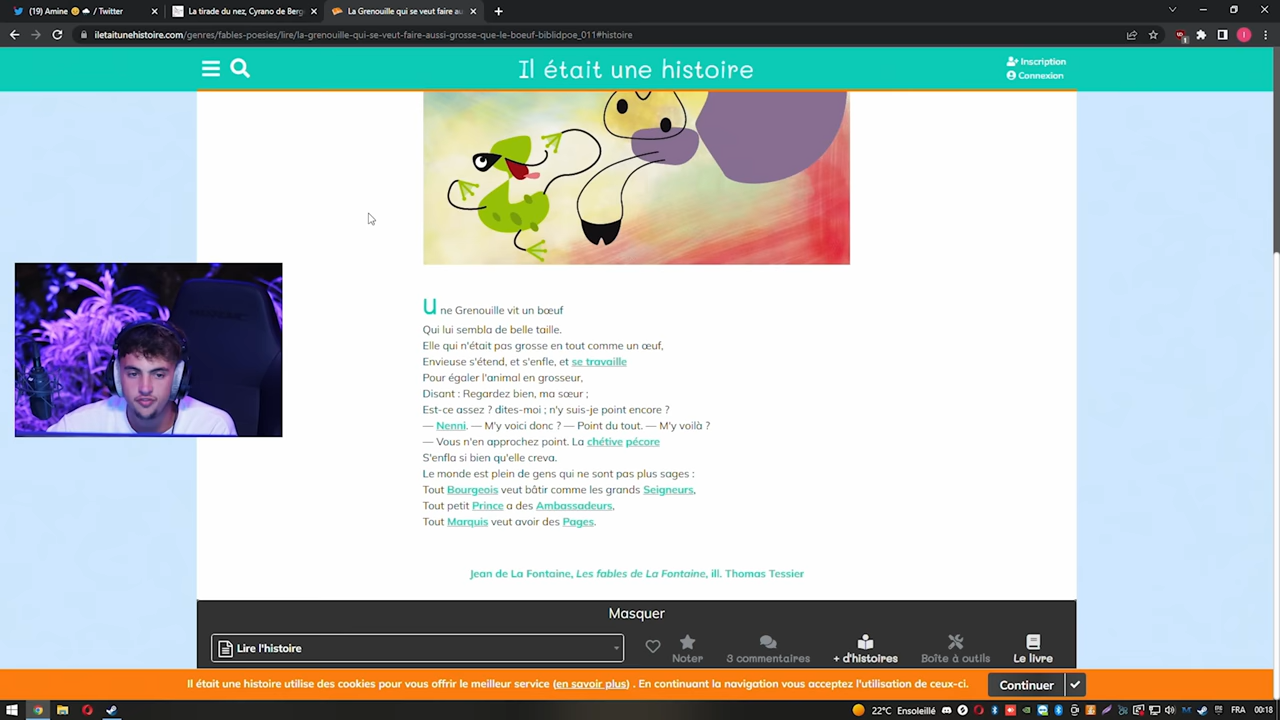 (19) Amine 😊 🌧 / Twitter
La tirade du nez, Cyrano de Berg
La Grenouille qui se veut faire au
iletaitunehistoire.com/genres/fables-poesies/lire/la-grenouille-qui-se-veut-faire-aussi-grosse-que-le-boeuf-biblidpoe_011#histoire
Il était une histoire
Inscription
Connexion
Une Grenouille vit un bœuf
Qui lui sembla de belle taille.
Elle qui n'était pas grosse en tout comme un œuf,
Envieuse s'étend, et s'enfle, et se travaille
Pour égaler l'animal en grosseur,
Disant : Regardez bien, ma sœur ;
Est-ce assez ? dites-moi ; n'y suis-je point encore ?
— Nenni. — M'y voici donc ? — Point du tout. — M'y voilà ?
— Vous n'en approchez point. La chétive pécore
S'enfla si bien qu'elle creva.
Le monde est plein de gens qui ne sont pas plus sages :
Tout Bourgeois veut bâtir comme les grands Seigneurs,
Tout petit Prince a des Ambassadeurs,
Tout Marquis veut avoir des Pages.
Jean de La Fontaine, Les fables de La Fontaine, ill. Thomas Tessier
Masquer
Lire l'histoire
Noter
3 commentaires
+ d'histoires
Boîte à outils
Le livre
Il était une histoire utilise des cookies pour vous offrir le meilleur service (en savoir plus) . En continuant la navigation vous acceptez l'utilisation de ceux-ci.
Continuer
22°C Ensoleillé
FRA
00:18